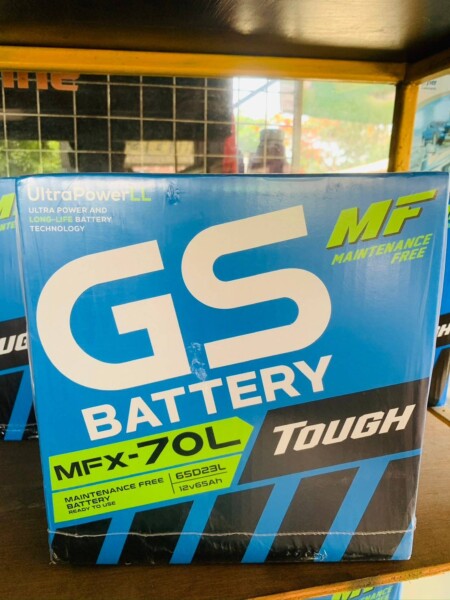 UltraPowerLL
ULTRA POWER AND
LONG-LIFE BATTERY
TECHNOLOGY
MF
MAINTENANCE
FREE
GS
BATTERY
TOUGH
MFX-70L
MAINTENANCE FREE
BATTERY
READY TO USE
65D23L
12V65Ah
MF